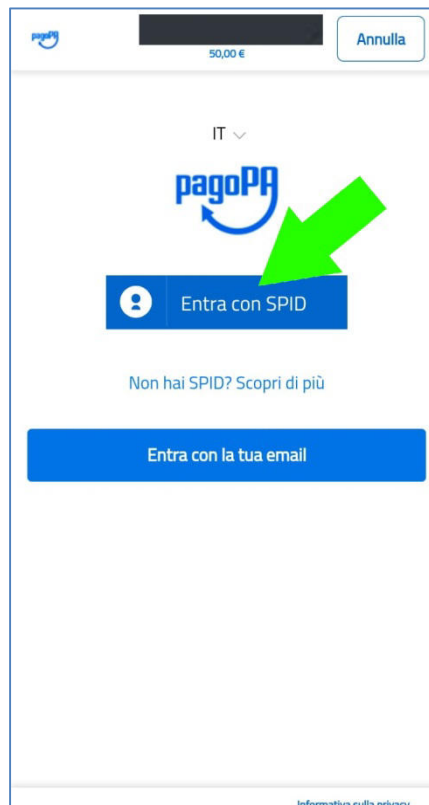 pagoPA
50,00 €
Annulla
IT
pagoPA
Entra con SPID
Non hai SPID? Scopri di più
Entra con la tua email
Informativa sulla privacy